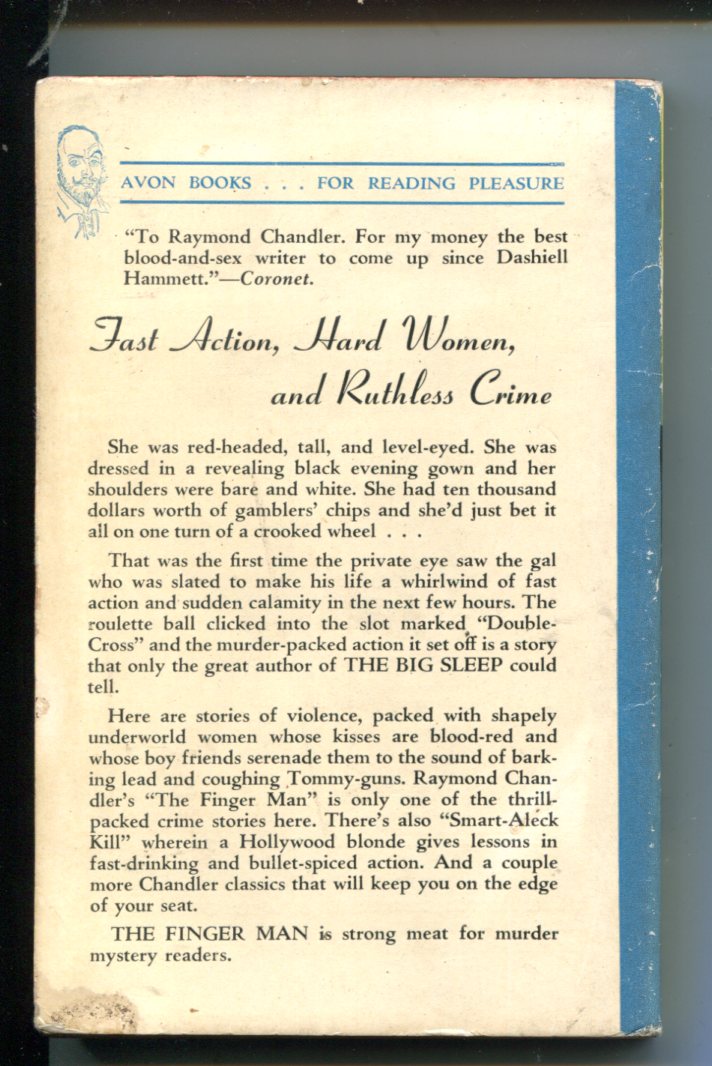 AVON BOOKS . . . FOR READING PLEASURE
“To Raymond Chandler. For my money the best
blood-and-sex writer to come up since Dashiell
Hammett.”—Coronet.
Fast Action, Hard Women,
and Ruthless Crime
She was red-headed, tall, and level-eyed. She was
dressed in a revealing black evening gown and her
shoulders were bare and white. She had ten thousand
dollars worth of gamblers’ chips and she’d just bet it
all on one turn of a crooked wheel . . .
That was the first time the private eye saw the gal
who was slated to make his life a whirlwind of fast
action and sudden calamity in the next few hours. The
roulette ball clicked into the slot marked “Double-
Cross” and the murder-packed action it set off is a story
that only the great author of THE BIG SLEEP could
tell.
Here are stories of violence, packed with shapely
underworld women whose kisses are blood-red and
whose boy friends serenade them to the sound of bark-
ing lead and coughing Tommy-guns. Raymond Chan-
dler’s “The Finger Man” is only one of the thrill-
packed crime stories here. There’s also “Smart-Aleck
Kill” wherein a Hollywood blonde gives lessons in
fast-drinking and bullet-spiced action. And a couple
more Chandler classics that will keep you on the edge
of your seat.
THE FINGER MAN is strong meat for murder
mystery readers.